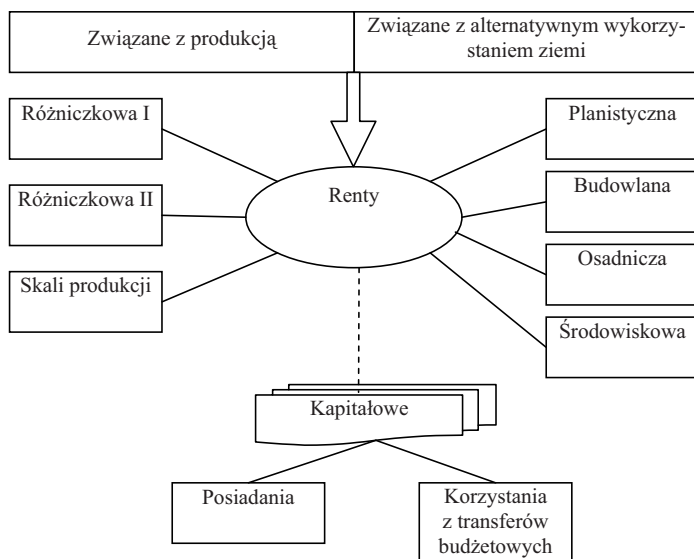 Związane z produkcją
Związane z alternatywnym wykorzy-
staniem ziemi
Różniczkowa I
Różniczkowa II
Skali produkcji
Renty
Planistyczna
Budowlana
Osadnicza
Środowiskowa
Kapitałowe
Posiadania
Korzystania
z transferów
budżetowych